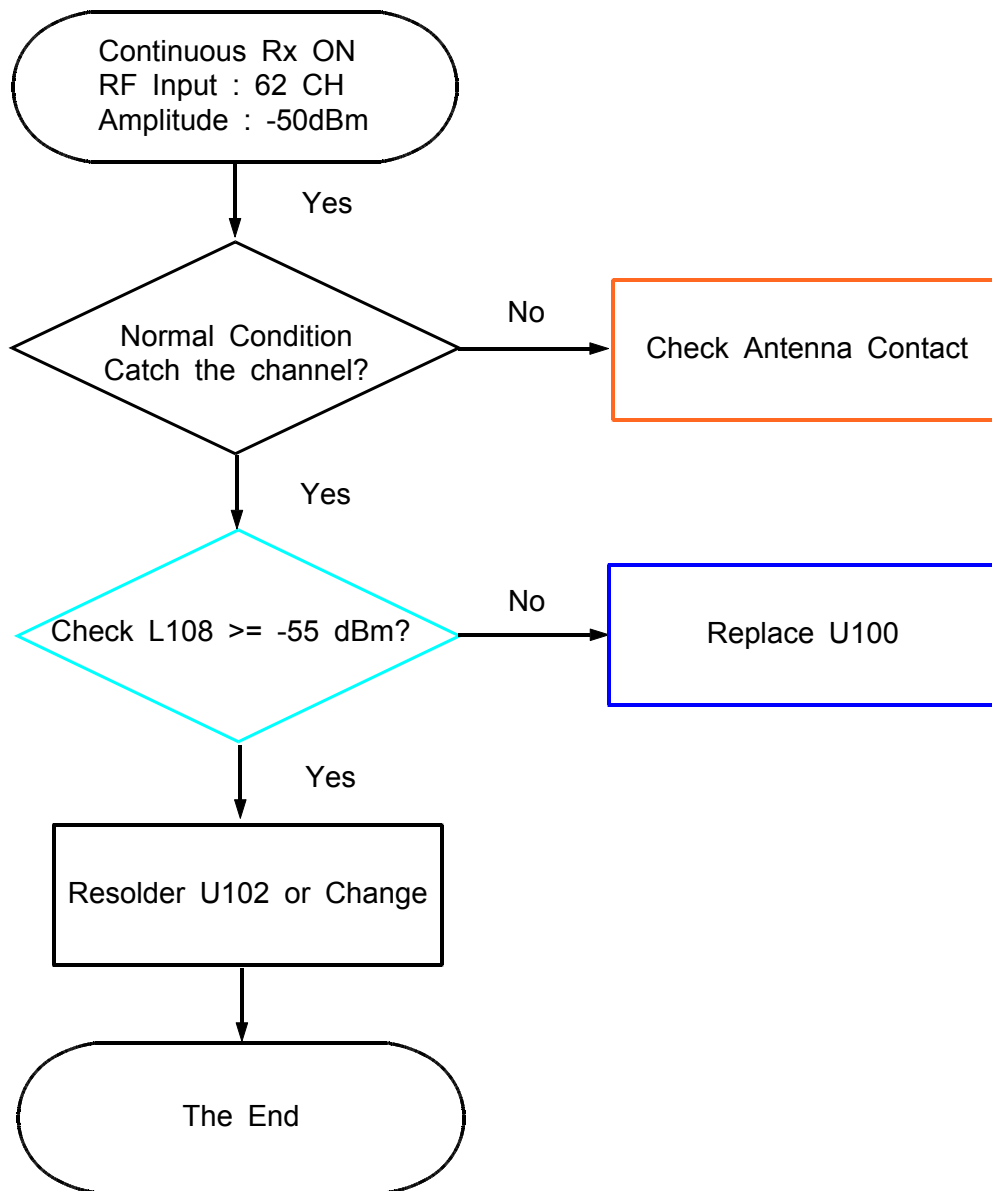 Continuous Rx ON
RF Input : 62 CH
Amplitude : -50dBm
Yes
Normal Condition
Catch the channel?
No
Check Antenna Contact
Yes
Check L108 >= -55 dBm?
No
Replace U100
Yes
Resolder U102 or Change
The End